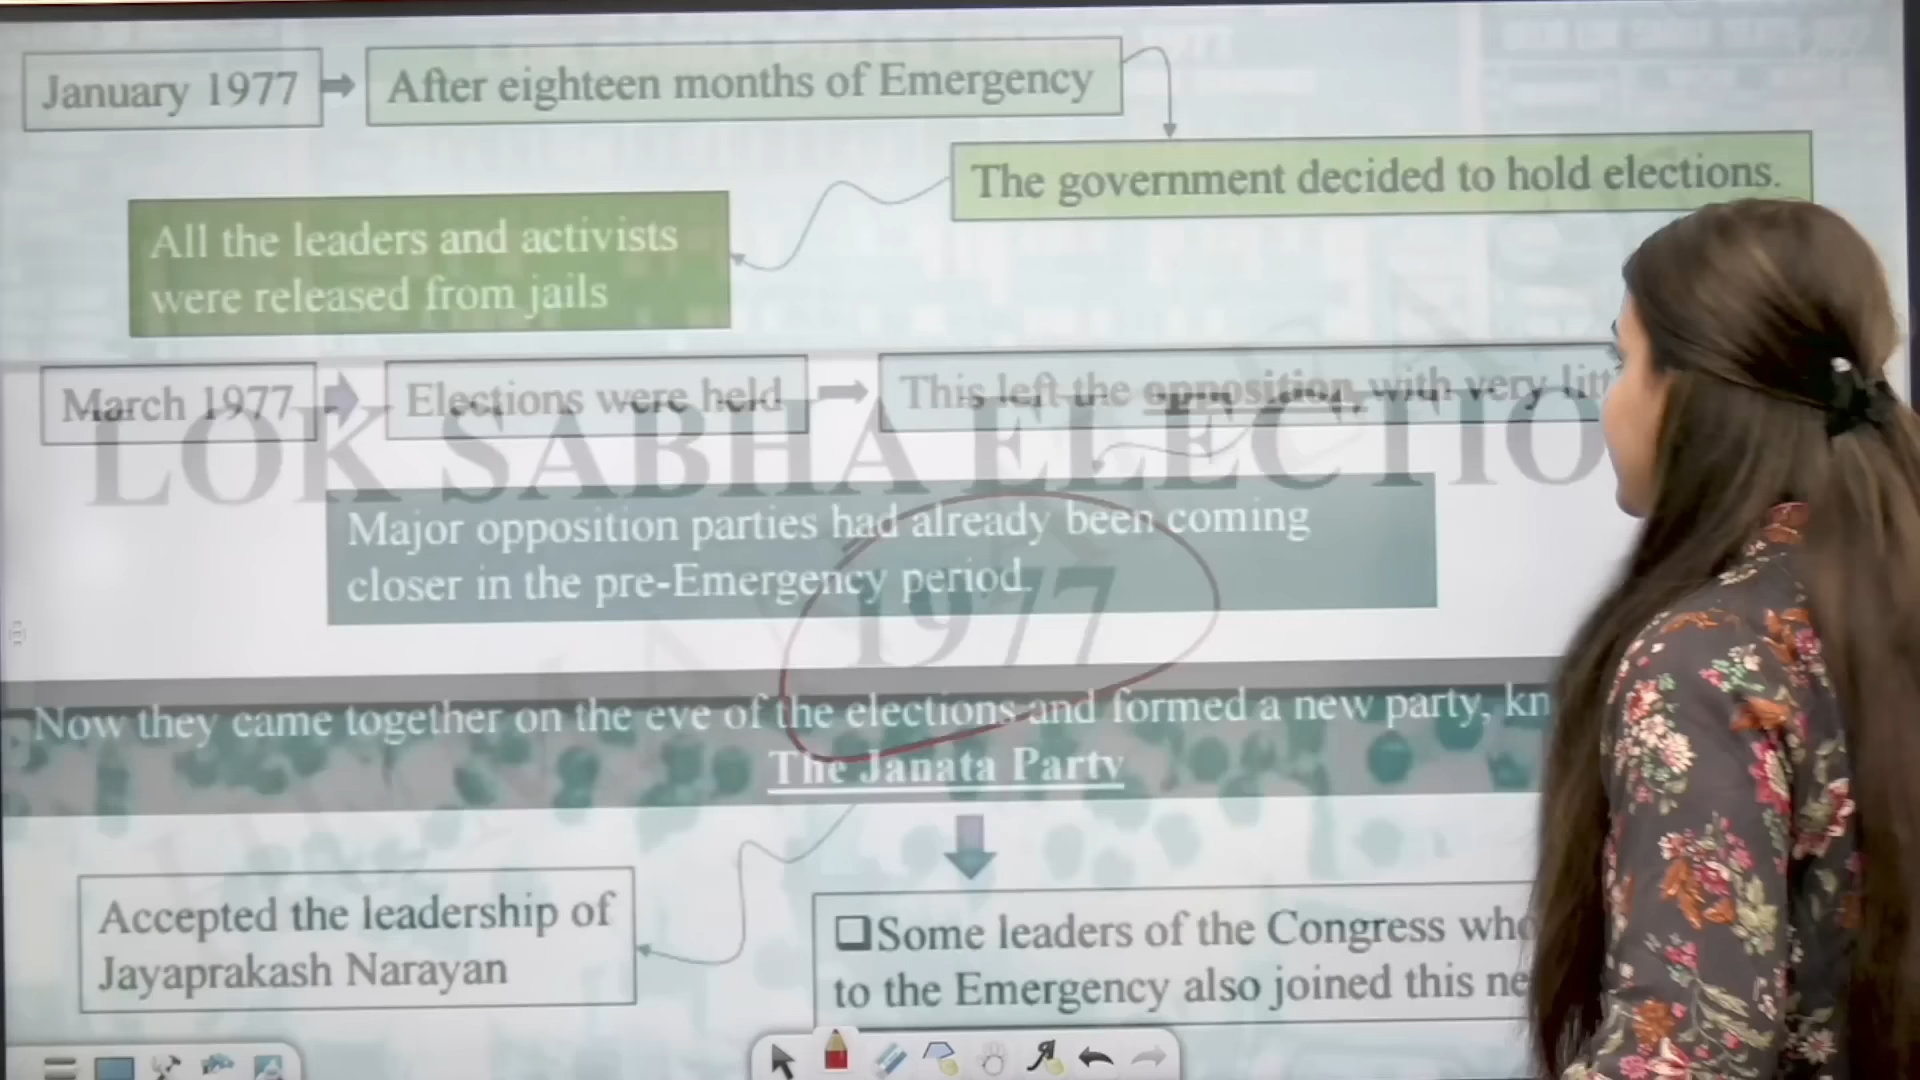 January 1977
After eighteen months of Emergency
The government decided to hold elections.
All the leaders and activists
were released from jails
March 1977
Elections were held
This left the opposition with very
LOK SABHA
1977
Major opposition parties had already been coming
closer in the pre-Emergency period.
Now they came together on the eve of the elections and formed a new party,
The Janata Party
Accepted the leadership of
Jayaprakash Narayan
Some leaders of the Congress who
to the Emergency also joined this